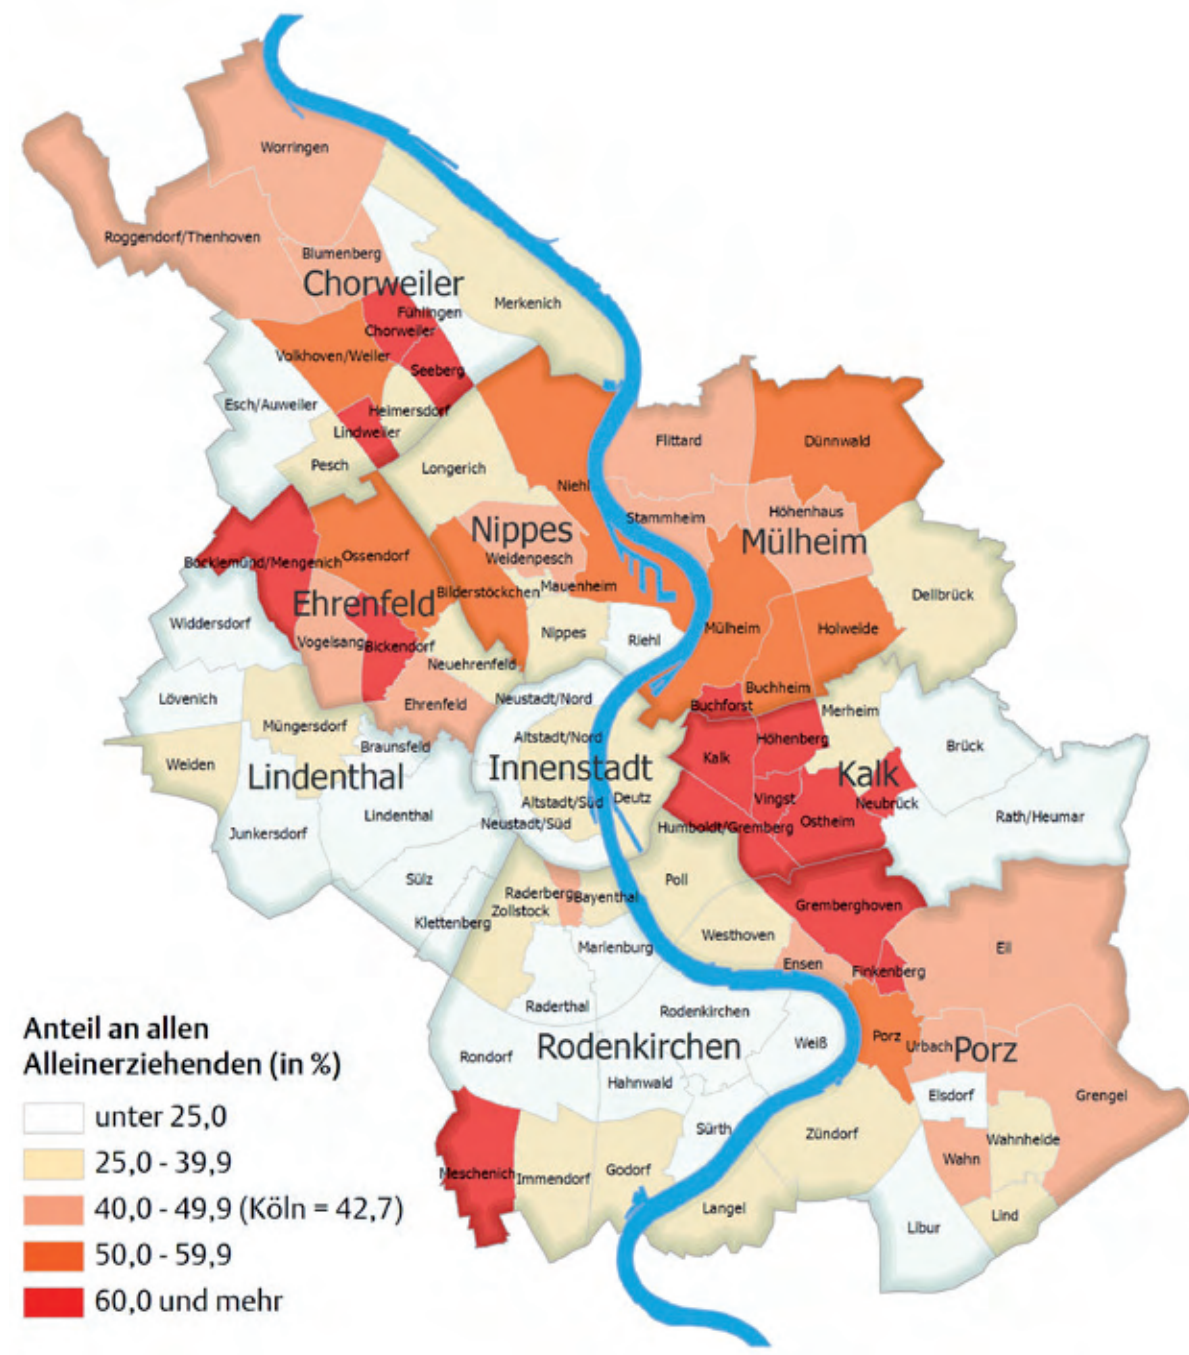 Worringen
Roggendorf/Thenhoven
Blumenberg
Chorweiler
Merkenich
Fühlingen
Chorweiler
Volkhoven/Weiler
Seeberg
Esch/Auweiler
Heimersdorf
Lindweiler
Pesch
Longerich
Flittard
Dünnwald
Niehl
Stammheim
Höhenhaus
Nippes
Mülheim
Weidenpesch
Ossendorf
Bocklemünd/Mengenich
Bilderstöckchen
Mauenheim
Dellbrück
Ehrenfeld
Widdersdorf
Nippes
Riehl
Mülheim
Holweide
Vogelsang
Bickendorf
Neuehrenfeld
Buchheim
Lövenich
Neustadt/Nord
Ehrenfeld
Buchforst
Merheim
Müngersdorf
Altstadt/Nord
Höhenberg
Braunsfeld
Brück
Weiden
Kalk
Lindenthal
Innenstadt
Kalk
Altstadt/Süd
Deutz
Vingst
Neubrück
Lindenthal
Neustadt/Süd
Humboldt/Gremberg
Ostheim
Rath/Heumar
Junkersdorf
Sülz
Poll
Raderberg
Bayenthal
Gremberghoven
Zollstock
Klettenberg
Westhoven
Marienburg
Eil
Ensen
Finkenberg
Raderthal
Rodenkirchen
Porz
Rodenkirchen
Weiß
Urbach
Porz
Rondorf
Hahnwald
Elsdorf
Grengel
Sürth
Zündorf
Wahnheide
Wahn
Meschenich
Immendorf
Godorf
Langel
Lind
Libur
Anteil an allen
Alleinerziehenden (in %)
unter 25,0
25,0 - 39,9
40,0 - 49,9 (Köln = 42,7)
50,0 - 59,9
60,0 und mehr